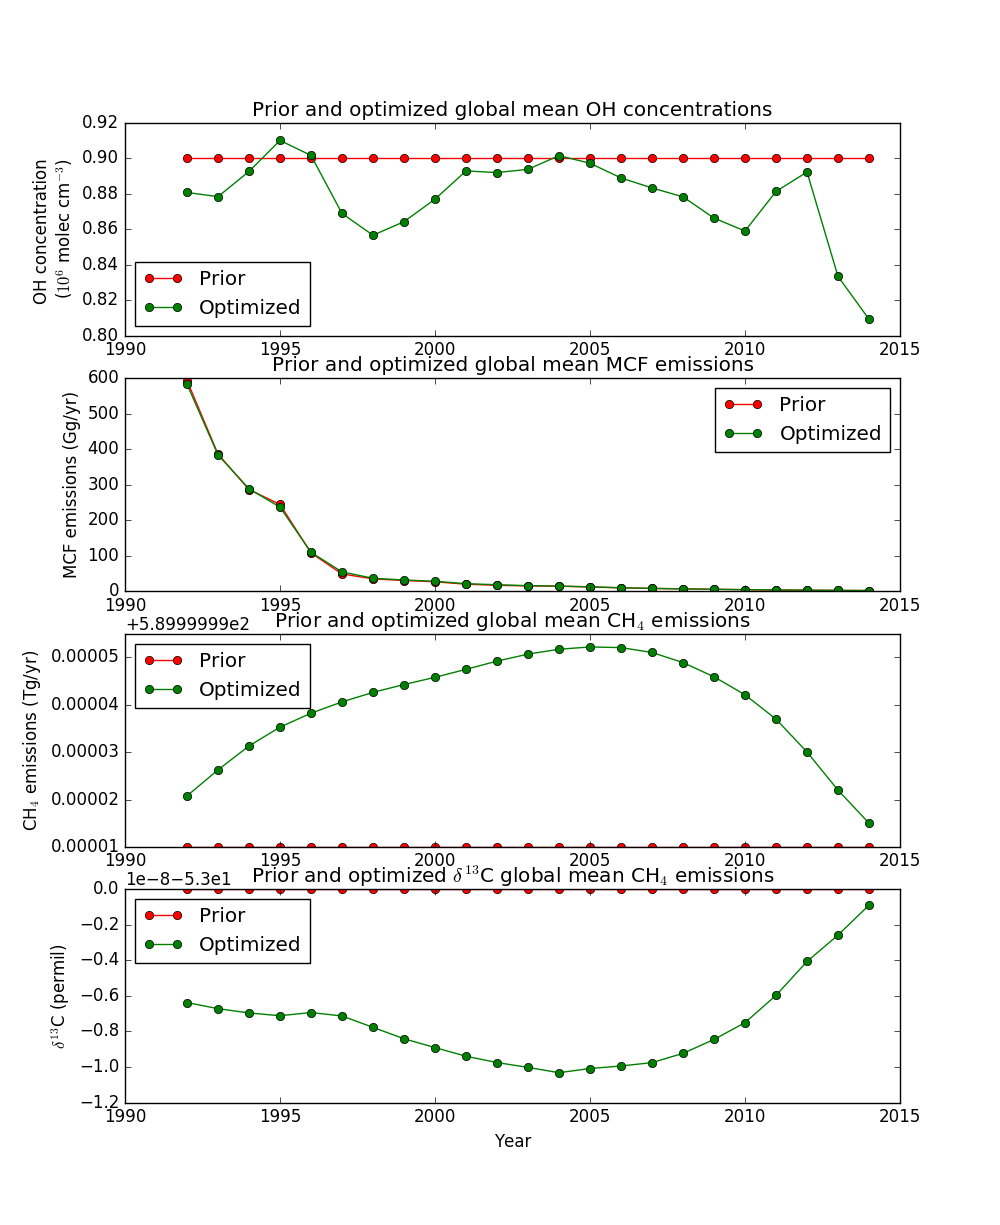 Prior and optimized global mean OH concentrations
OH concentration
(10⁶ molec cm⁻³)
0.92
0.90
0.88
0.86
0.84
0.82
0.80
Prior
Optimized
1990 1995 2000 2005 2010 2015
Prior and optimized global mean MCF emissions
MCF emissions (Gg/yr)
600
500
400
300
200
100
0
Prior
Optimized
1990 1995 2000 2005 2010 2015
+5.8999999e2
Prior and optimized global mean CH₄ emissions
CH₄ emissions (Tg/yr)
0.00005
0.00004
0.00003
0.00002
0.00001
Prior
Optimized
1990 1995 2000 2005 2010 2015
1e−8−5.3e1
Prior and optimized δ¹³C global mean CH₄ emissions
δ¹³C (permil)
0.0
−0.2
−0.4
−0.6
−0.8
−1.0
−1.2
Prior
Optimized
1990 1995 2000 2005 2010 2015
Year